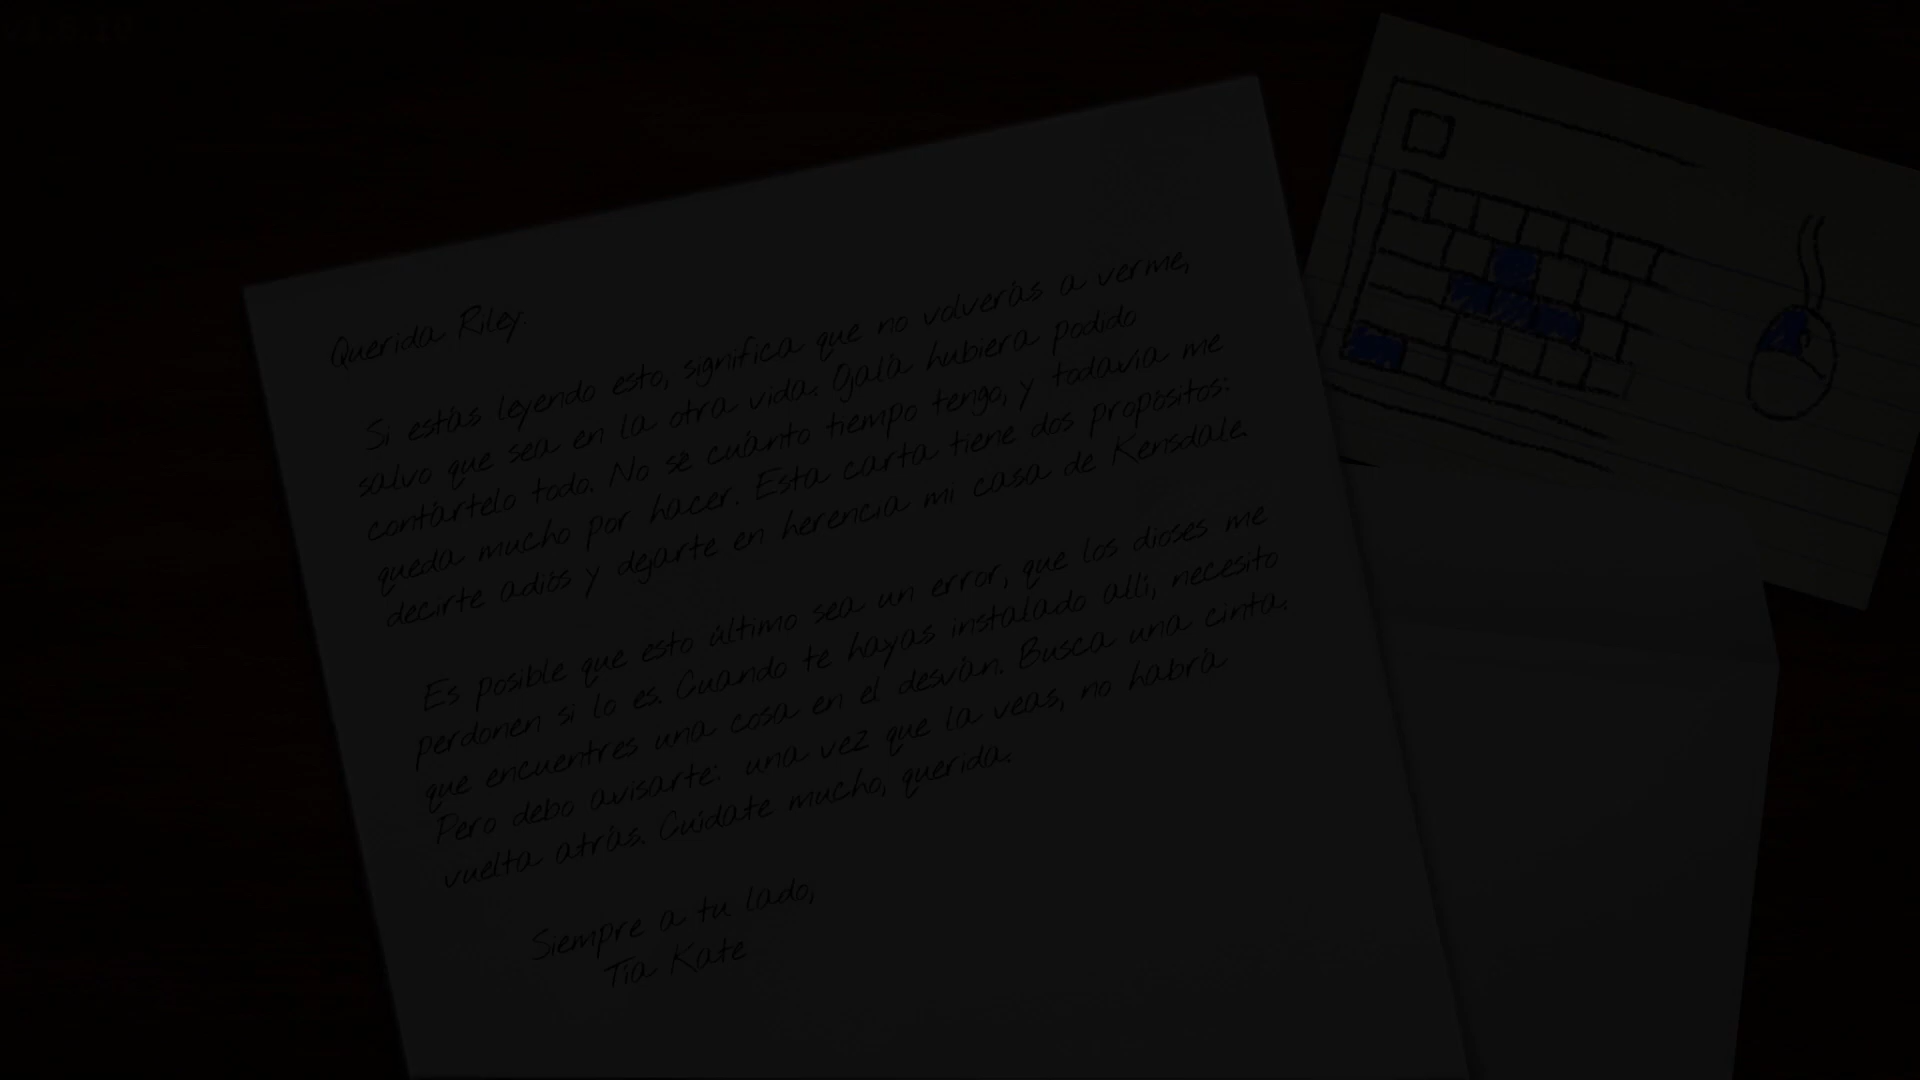 v1.0.18
Querida Riley:
Si estás leyendo esto, significa que no volverás a verme,
salvo que sea en la otra vida. Ojalá hubiera podido
contártelo todo. No sé cuánto tiempo tengo, y todavía me
queda mucho por hacer. Esta carta tiene dos propósitos:
decirte adiós y dejarte en herencia mi casa de Kensdale.
Es posible que esto último sea un error, que los dioses me
perdonen si lo es. Cuando te hayas instalado allí, necesito
que encuentres una cosa en el desván. Busca una cinta.
Pero debo avisarte: una vez que la veas, no habrá
vuelta atrás. Cuídate mucho, querida.
Siempre a tu lado,
Tía Kate